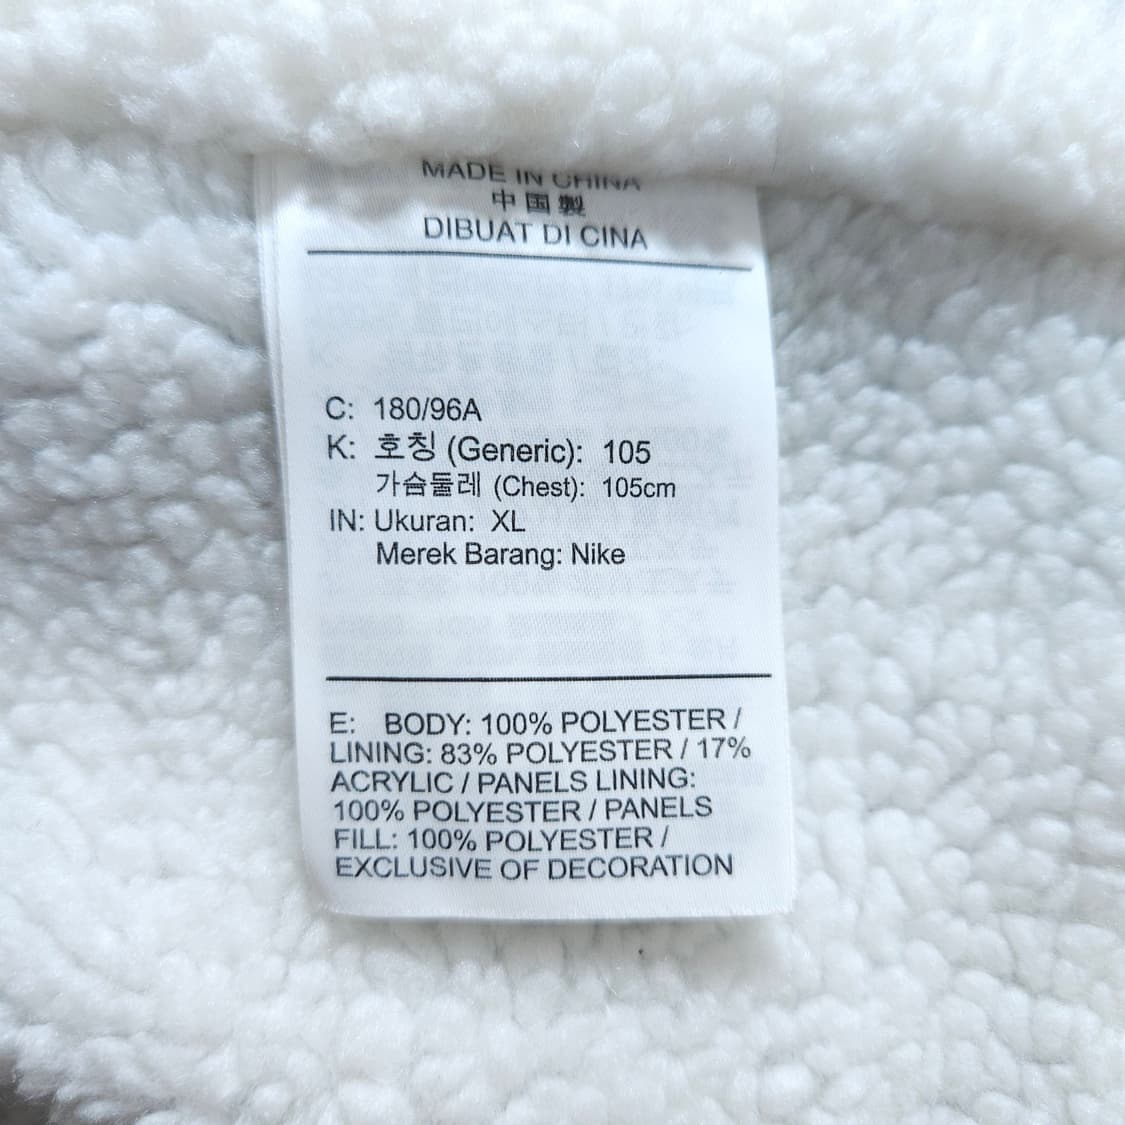 MADE IN CHINA
中国製
DIBUAT DI CINA
C: 180/96A
K: 호칭 (Generic): 105
가슴둘레 (Chest): 105cm
IN: Ukuran: XL
Merek Barang: Nike
E: BODY: 100% POLYESTER /
LINING: 83% POLYESTER / 17%
ACRYLIC / PANELS LINING:
100% POLYESTER / PANELS
FILL: 100% POLYESTER /
EXCLUSIVE OF DECORATION